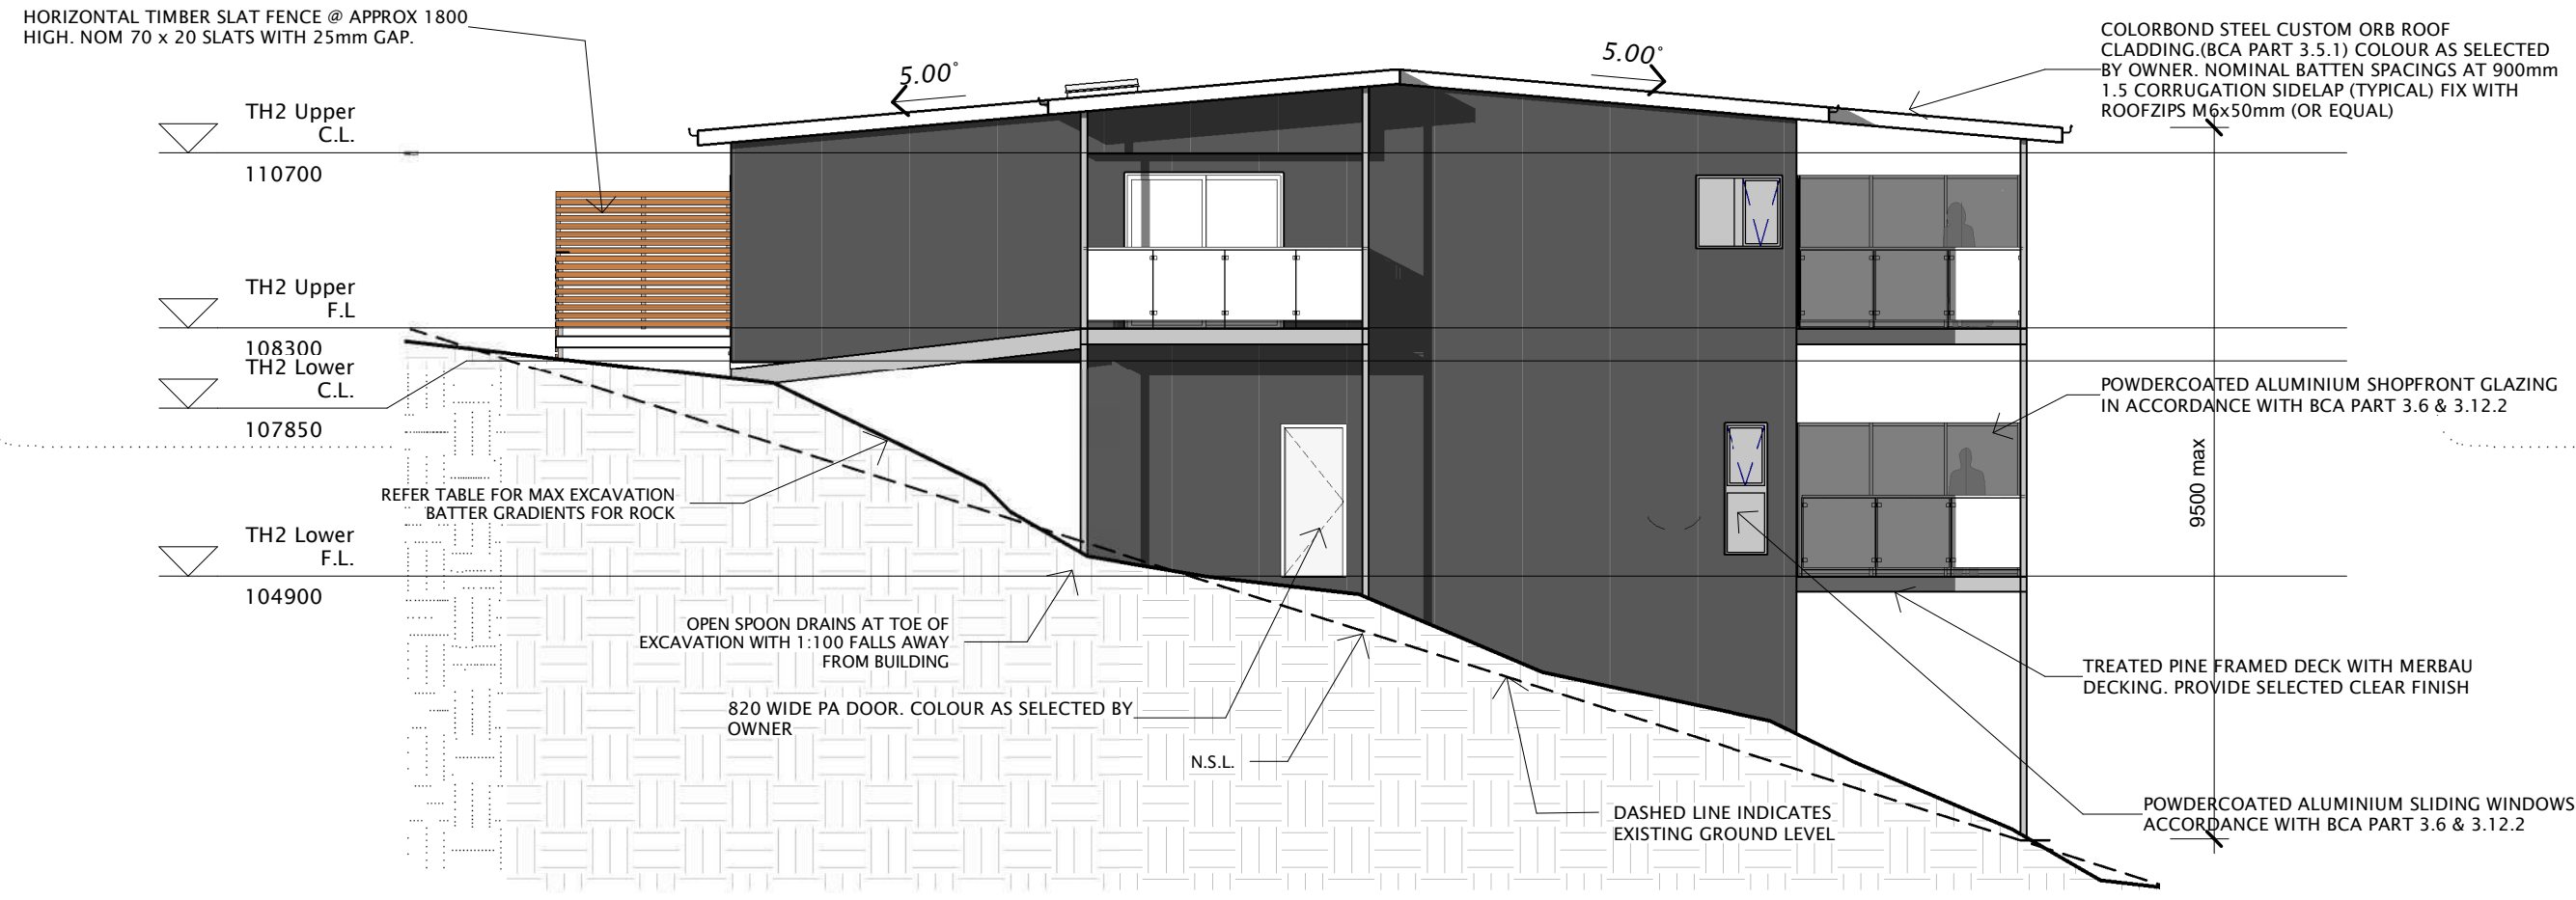 HORIZONTAL TIMBER SLAT FENCE @ APPROX 1800
HIGH. NOM 70 x 20 SLATS WITH 25mm GAP.
5.00°
5.00°
COLORBOND STEEL CUSTOM ORB ROOF
CLADDING.(BCA PART 3.5.1) COLOUR AS SELECTED
BY OWNER. NOMINAL BATTEN SPACINGS AT 900mm
1.5 CORRUGATION SIDELAP (TYPICAL) FIX WITH
ROOFZIPS M6x50mm (OR EQUAL)
TH2 Upper
C.L.
110700
TH2 Upper
F.L
108300
TH2 Lower
C.L.
107850
POWDERCOATED ALUMINIUM SHOPFRONT GLAZING
IN ACCORDANCE WITH BCA PART 3.6 & 3.12.2
9500 max
REFER TABLE FOR MAX EXCAVATION
BATTER GRADIENTS FOR ROCK
TH2 Lower
F.L.
104900
OPEN SPOON DRAINS AT TOE OF
EXCAVATION WITH 1:100 FALLS AWAY
FROM BUILDING
TREATED PINE FRAMED DECK WITH MERBAU
DECKING. PROVIDE SELECTED CLEAR FINISH
820 WIDE PA DOOR. COLOUR AS SELECTED BY
OWNER
N.S.L.
DASHED LINE INDICATES
EXISTING GROUND LEVEL
POWDERCOATED ALUMINIUM SLIDING WINDOWS
ACCORDANCE WITH BCA PART 3.6 & 3.12.2